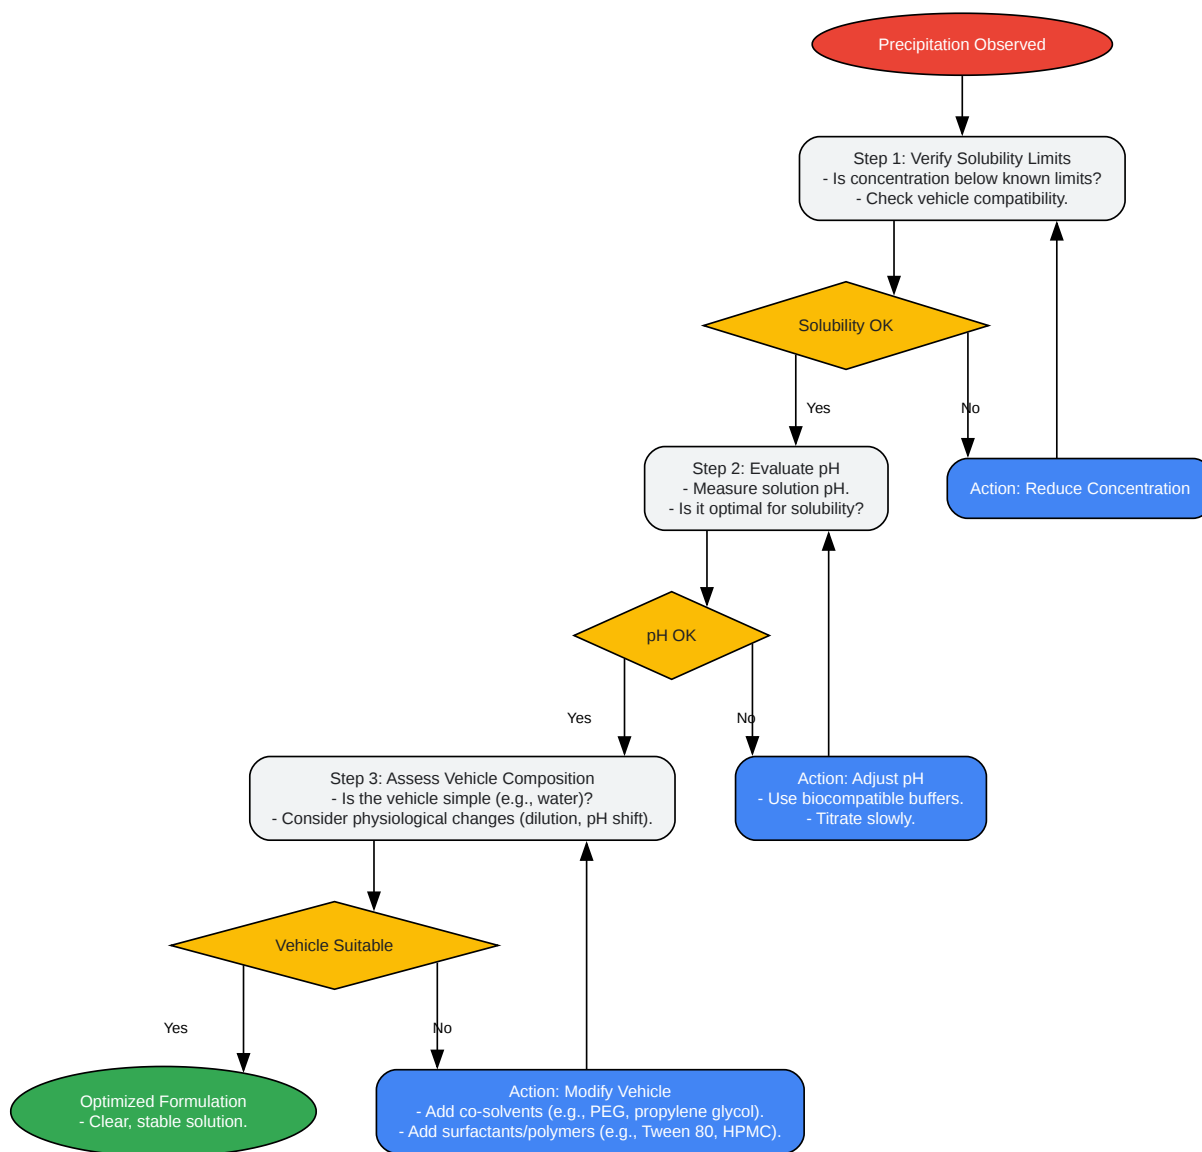 Precipitation Observed
Step 1: Verify Solubility Limits
- Is concentration below known limits?
- Check vehicle compatibility.
Solubility OK
Yes
No
Step 2: Evaluate pH
- Measure solution pH.
- Is it optimal for solubility?
Action: Reduce Concentration
pH OK
Yes
No
Step 3: Assess Vehicle Composition
- Is the vehicle simple (e.g., water)?
- Consider physiological changes (dilution, pH shift).
Action: Adjust pH
- Use biocompatible buffers.
- Titrate slowly.
Vehicle Suitable
Yes
No
Optimized Formulation
- Clear, stable solution.
Action: Modify Vehicle
- Add co-solvents (e.g., PEG, propylene glycol).
- Add surfactants/polymers (e.g., Tween 80, HPMC).